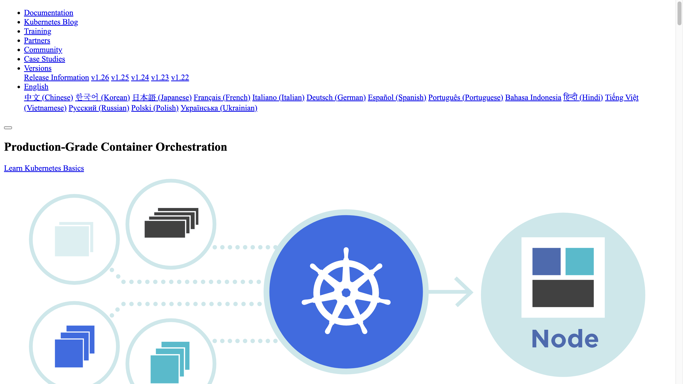 Documentation
Kubernetes Blog
Training
Partners
Community
Case Studies
Versions
Release Information v1.26 v1.25 v1.24 v1.23 v1.22
English
中文 (Chinese) 한국어 (Korean) 日本語 (Japanese) Français (French) Italiano (Italian) Deutsch (German) Español (Spanish) Português (Portuguese) Bahasa Indonesia हिन्दी (Hindi) Tiếng Việt
(Vietnamese) Русский (Russian) Polski (Polish) Українська (Ukrainian)
Production-Grade Container Orchestration
Learn Kubernetes Basics
Node